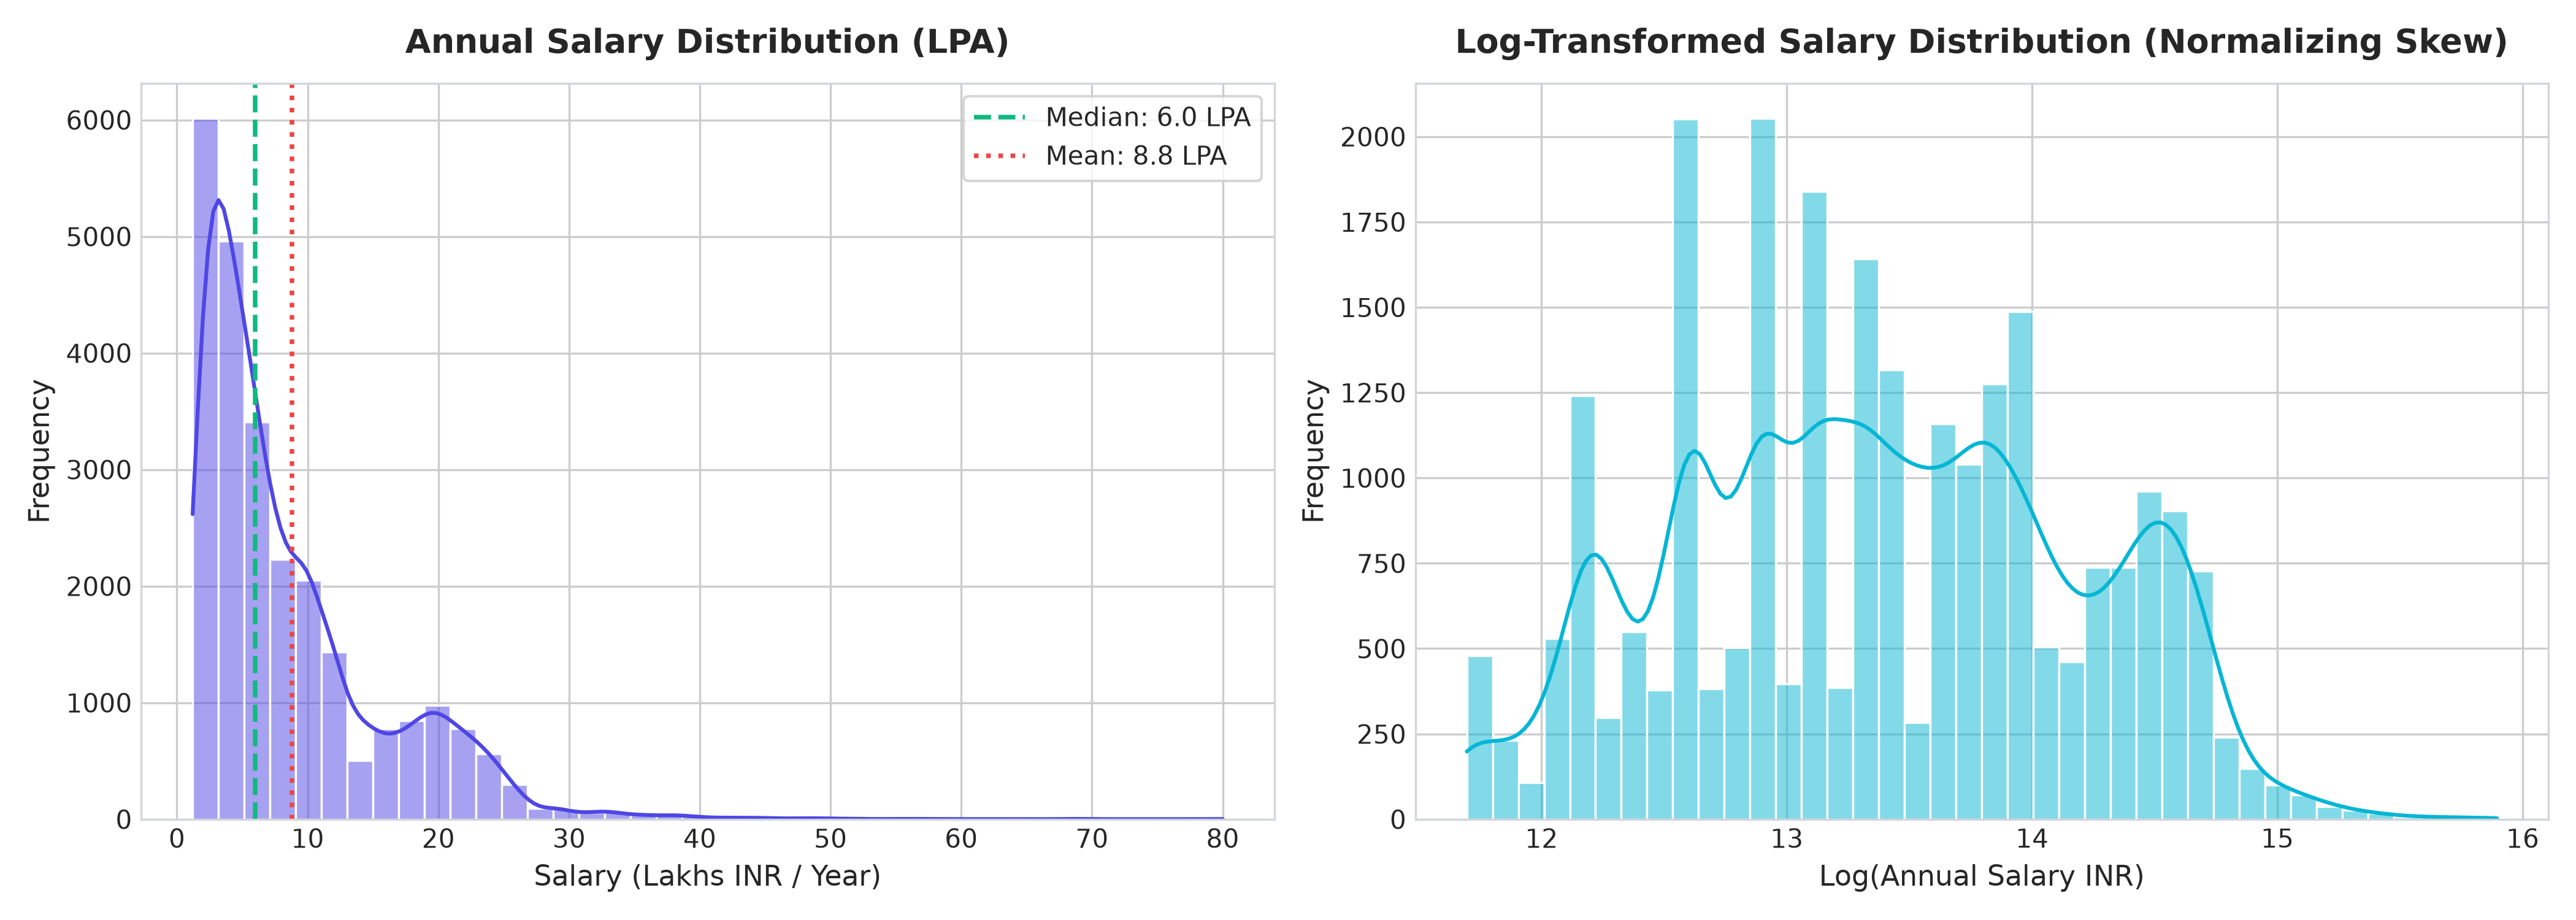 Annual Salary Distribution (LPA)
Median: 6.0 LPA
Mean: 8.8 LPA
6000
5000
4000
3000
2000
1000
0
Frequency
0 10 20 30 40 50 60 70 80
Salary (Lakhs INR / Year)
Log-Transformed Salary Distribution (Normalizing Skew)
2000
1750
1500
1250
1000
750
500
250
0
Frequency
12 13 14 15 16
Log(Annual Salary INR)